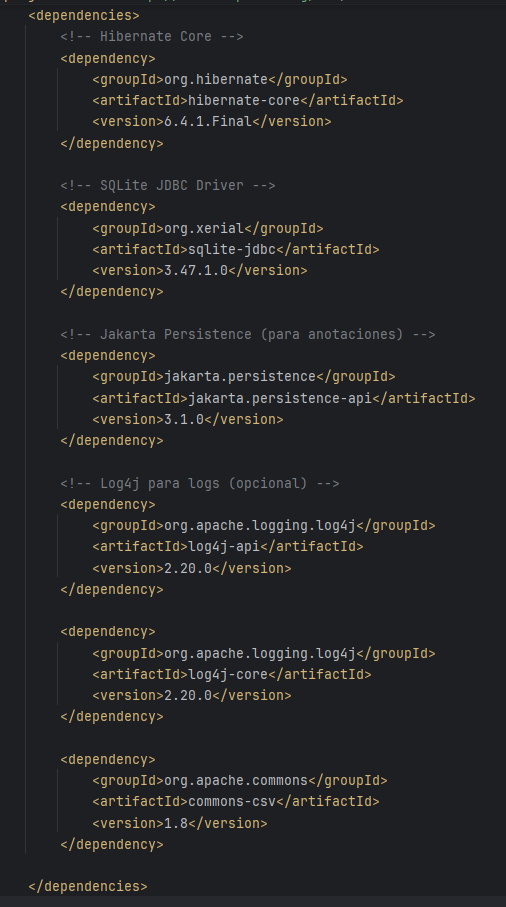 <dependencies>
<!-- Hibernate Core -->
<dependency>
<groupId>org.hibernate</groupId>
<artifactId>hibernate-core</artifactId>
<version>6.4.1.Final</version>
</dependency>
<!-- SQLite JDBC Driver -->
<dependency>
<groupId>org.xerial</groupId>
<artifactId>sqlite-jdbc</artifactId>
<version>3.47.1.0</version>
</dependency>
<!-- Jakarta Persistence (para anotaciones) -->
<dependency>
<groupId>jakarta.persistence</groupId>
<artifactId>jakarta.persistence-api</artifactId>
<version>3.1.0</version>
</dependency>
<!-- Log4j para logs (opcional) -->
<dependency>
<groupId>org.apache.logging.log4j</groupId>
<artifactId>log4j-api</artifactId>
<version>2.20.0</version>
</dependency>
<dependency>
<groupId>org.apache.logging.log4j</groupId>
<artifactId>log4j-core</artifactId>
<version>2.20.0</version>
</dependency>
<dependency>
<groupId>org.apache.commons</groupId>
<artifactId>commons-csv</artifactId>
<version>1.8</version>
</dependency>
</dependencies>